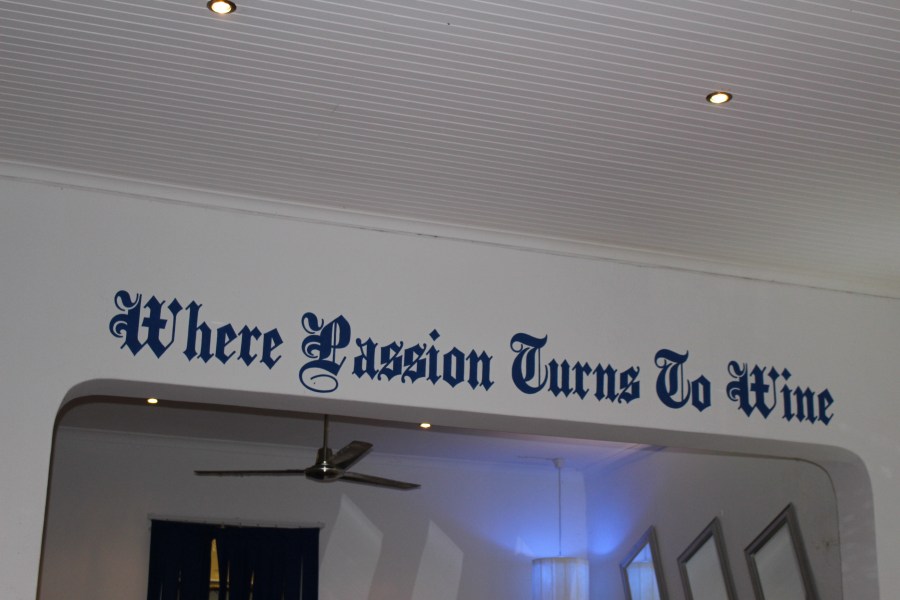 Where Passion Turns To Wine